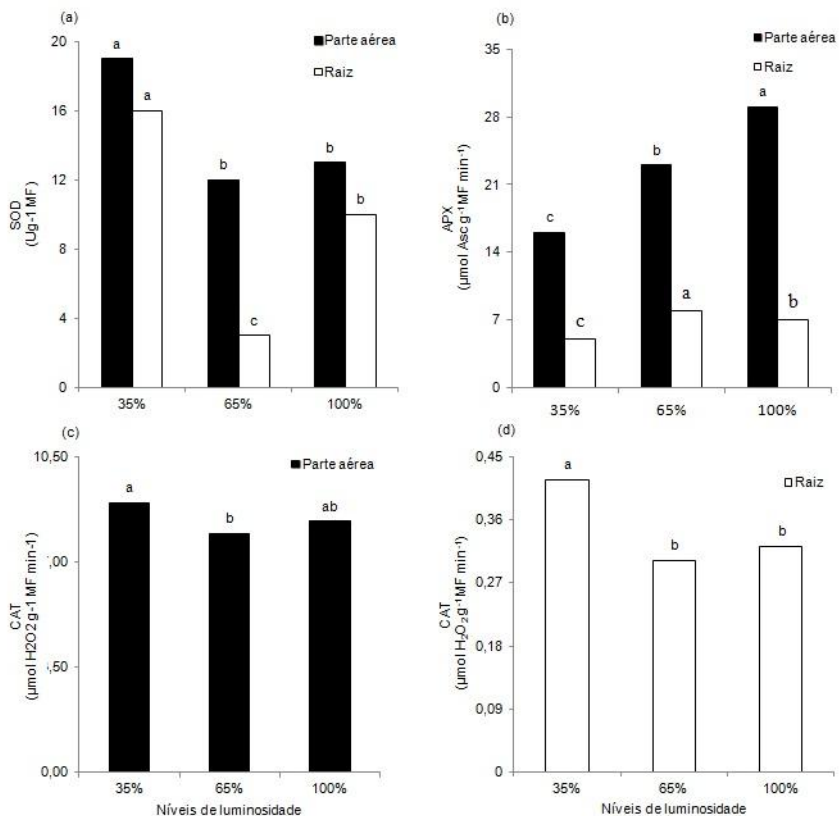 (a)
20
Parte aérea
Raiz
a
a
16
12
b
b
b
8
4
c
0
SOD
(Ug-1 MF)
35%
65%
100%
(b)
35
Parte aérea
Raiz
a
28
b
21
c
14
7
c
a
b
0
APX
(µmol Asc g-¹MF min-¹)
35%
65%
100%
(c)
10,50
Parte aérea
a
b
ab
,00
,50
0,00
CAT
(µmol H2O2 g-1 MF min-1)
35%
65%
100%
Níveis de luminosidade
(d)
0,45
Raiz
a
0,36
b
b
0,27
0,18
0,09
0
CAT
(µmol H₂O₂ g-¹MF min-¹)
35%
65%
100%
Níveis de luminosidade